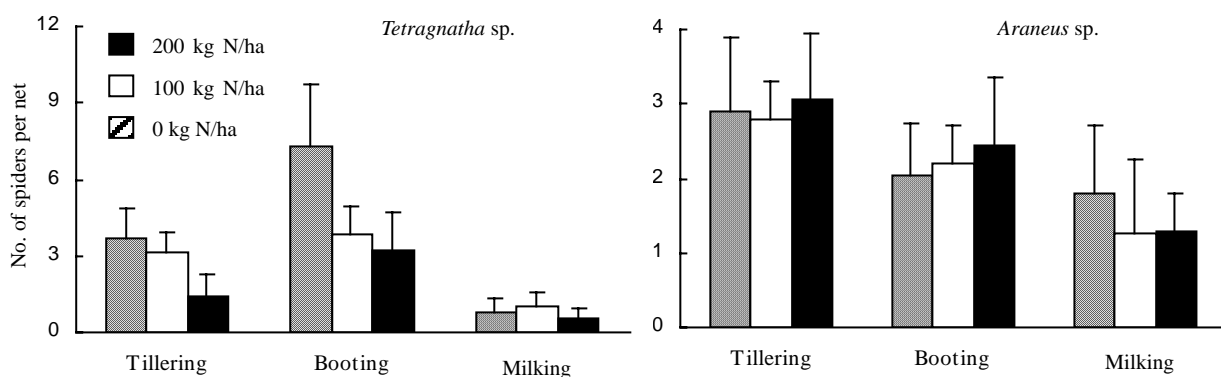 No. of spiders per net
12
9
6
3
0
Tetragnatha sp.
200 kg N/ha
100 kg N/ha
0 kg N/ha
Tillering
Booting
Milking
4
3
2
1
0
Araneus sp.
Tillering
Booting
Milking